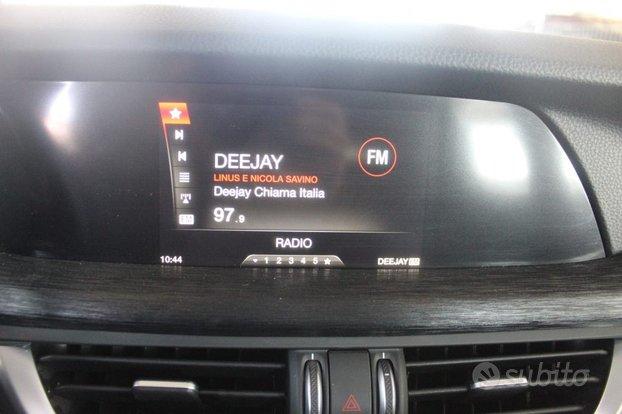 DEEJAY
FM
LINUS E NICOLA SAVINO
Deejay Chiama Italia
97.9
RADIO
10:44
1 2 3 4 5
DEEJAY FM
subito